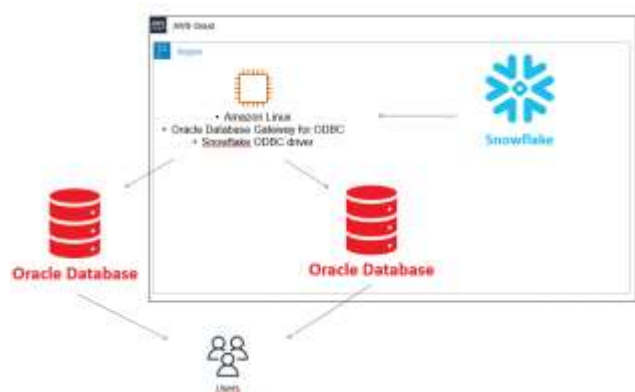 aws
AWS Cloud
Region
• Amazon Linux
• Oracle Database Gateway for ODBC
• Snowflake ODBC driver
Snowflake
Oracle Database
Oracle Database
Users